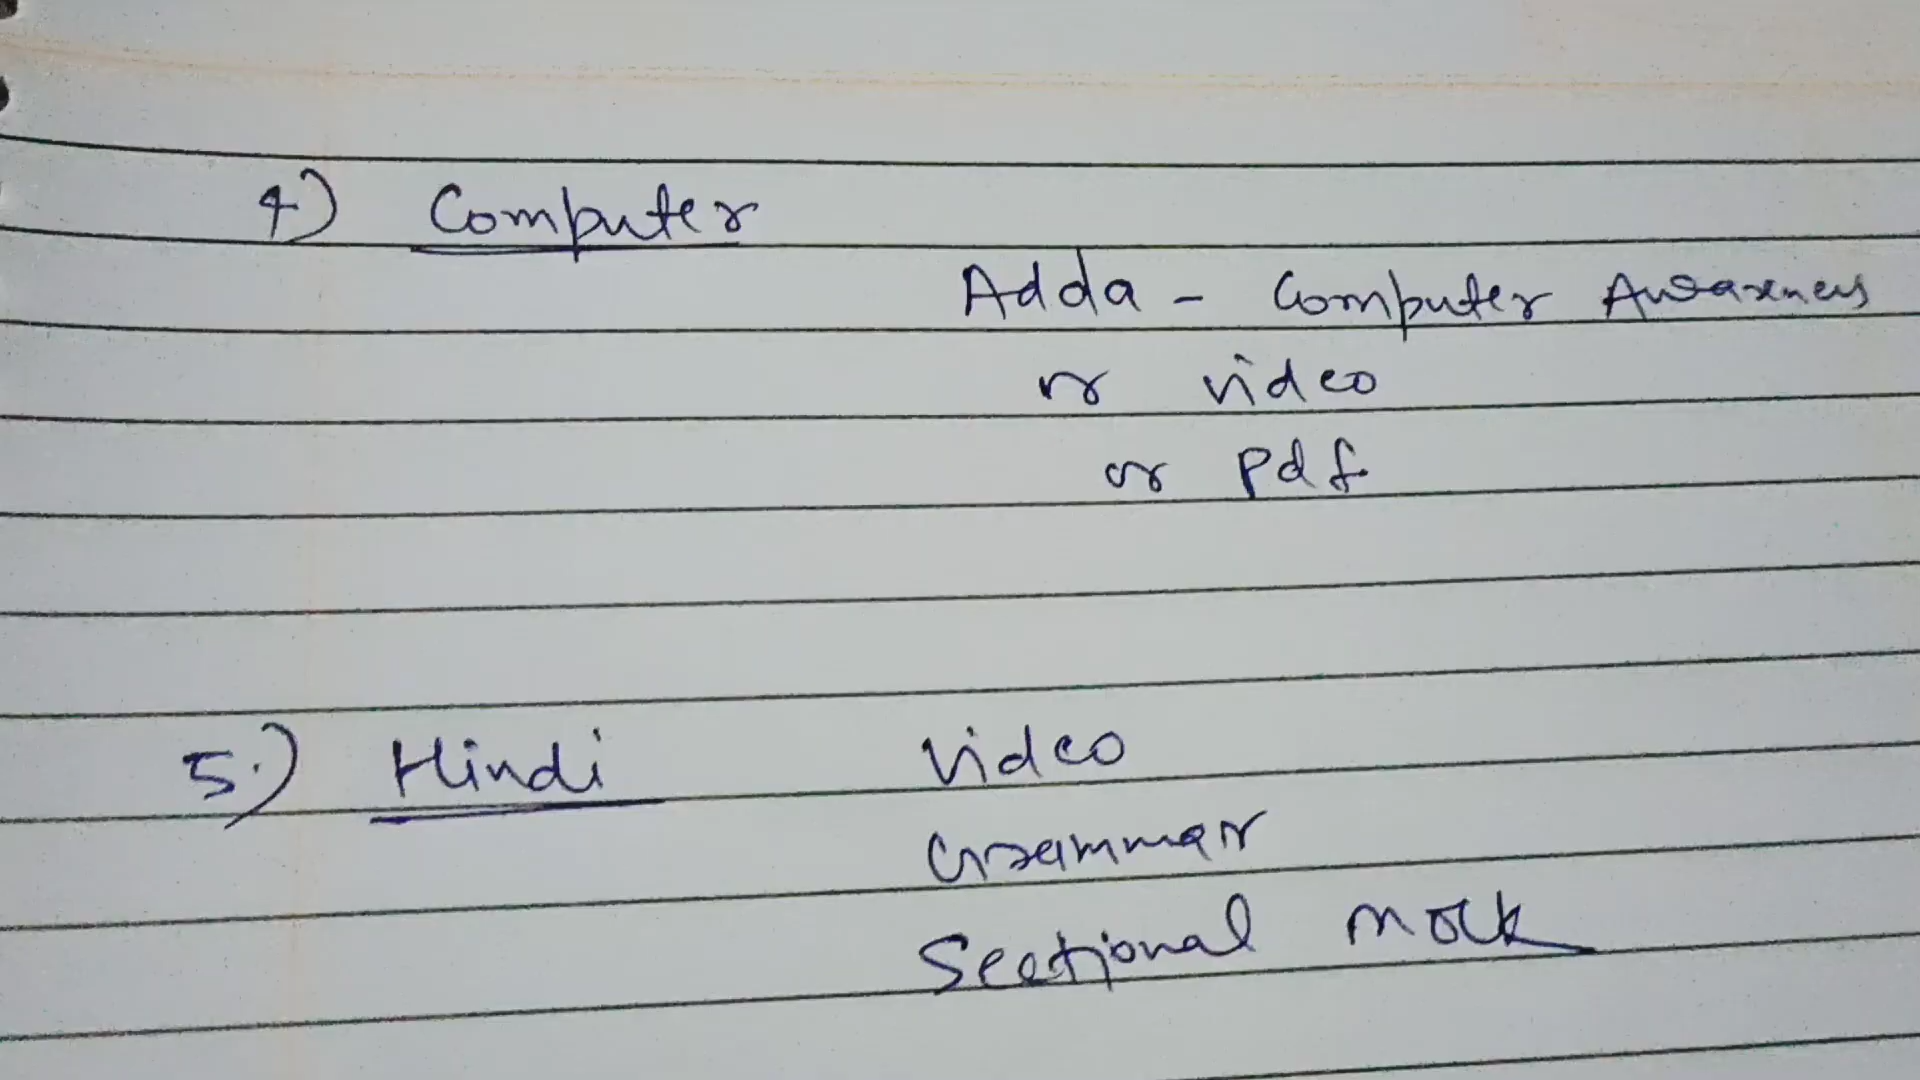 4) Computer
Adda - Computer Awareness
or video
or pdf
5.) Hindi Video
Grammar
Sectional mock